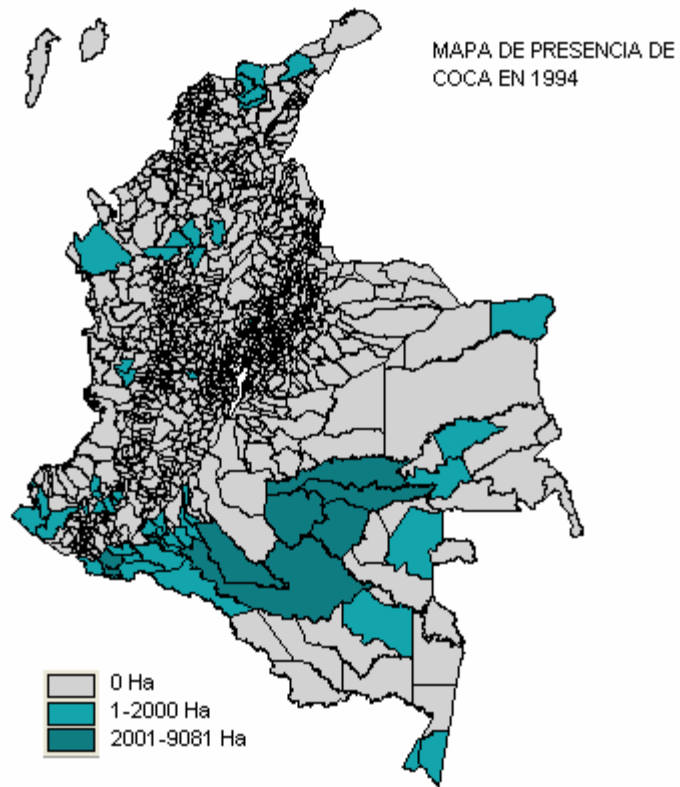 MAPA DE PRESENCIA DE
COCA EN 1994
0 Ha
1-2000 Ha
2001-9081 Ha